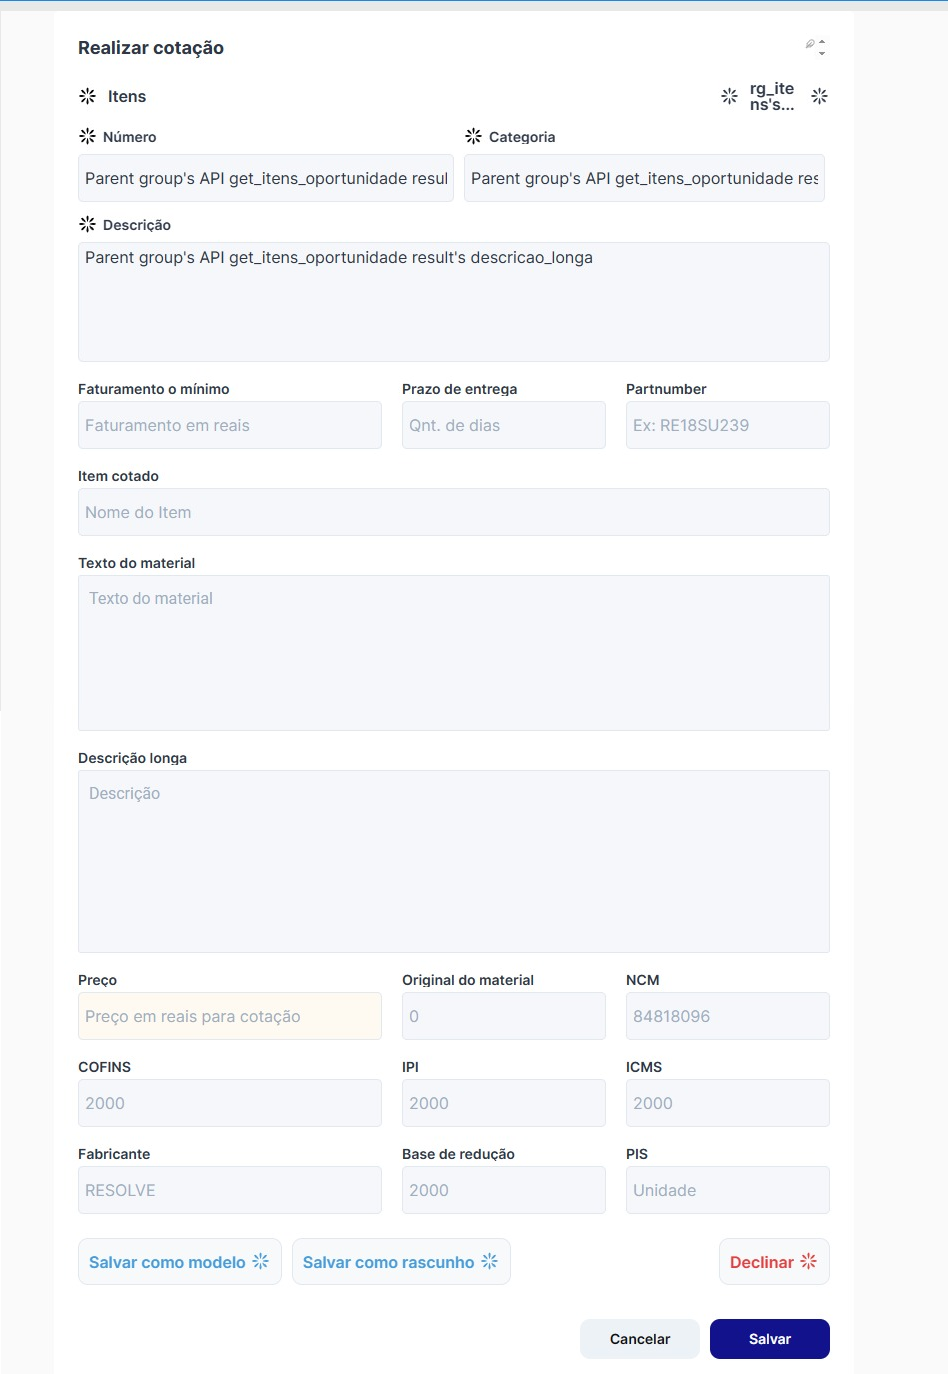 Realizar cotação
Itens
rg_ite
ns's...
Número
Categoria
Parent group's API get_itens_oportunidade resul
Parent group's API get_itens_oportunidade res
Descrição
Parent group's API get_itens_oportunidade result's descricao_longa
Faturamento o mínimo
Prazo de entrega
Partnumber
Faturamento em reais
Qnt. de dias
Ex: RE18SU239
Item cotado
Nome do Item
Texto do material
Texto do material
Descrição longa
Descrição
Preço
Original do material
NCM
Preço em reais para cotação
0
84818096
COFINS
IPI
ICMS
2000
2000
2000
Fabricante
Base de redução
PIS
RESOLVE
2000
Unidade
Salvar como modelo
Salvar como rascunho
Declinar
Cancelar
Salvar